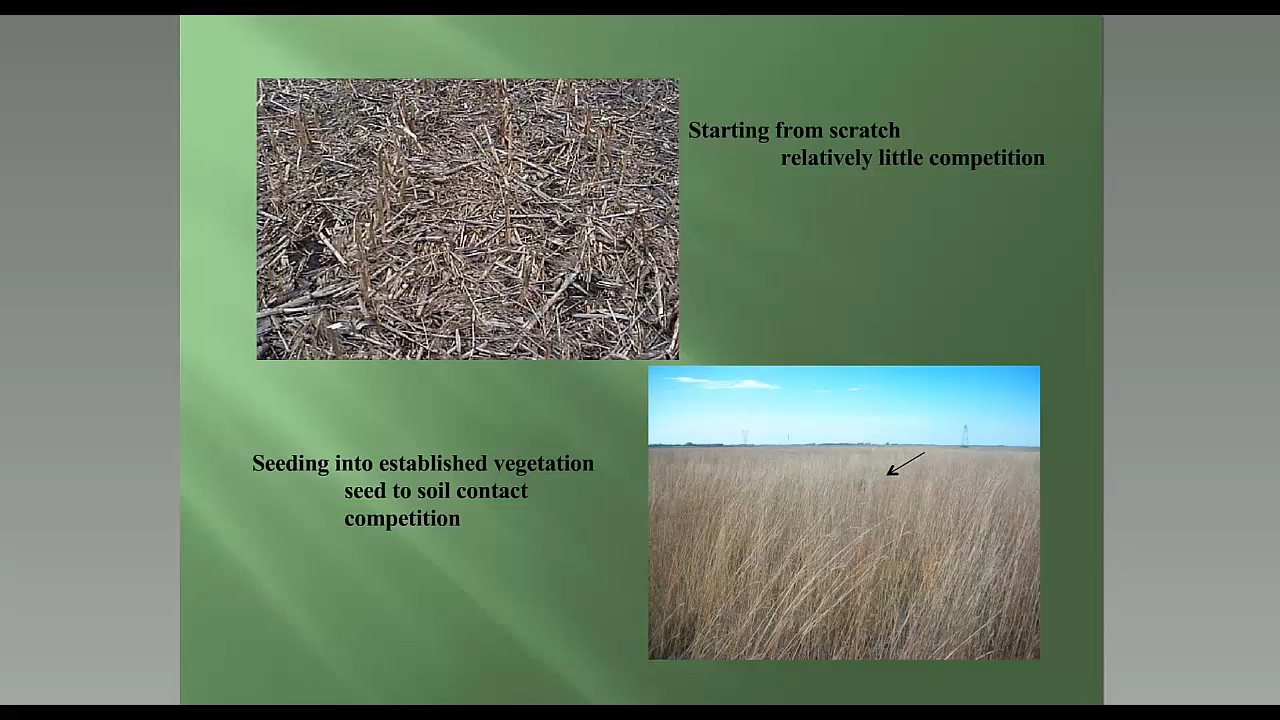 Starting from scratch
relatively little competition
Seeding into established vegetation
seed to soil contact
competition